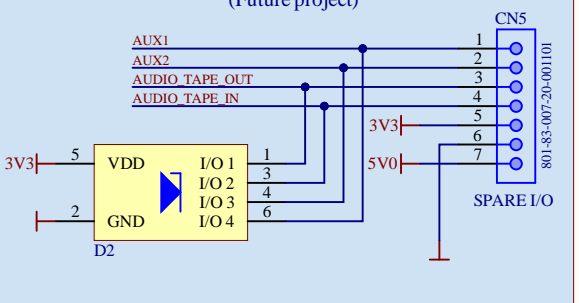 (Future project)
CN5
AUX1
1
AUX2
2
AUDIO_TAPE_OUT
3
AUDIO_TAPE_IN
4
3V3
5
6
5V0
7
801-83-007-20-001101
SPARE I/O
3V3
5
VDD
I/O 1
1
I/O 2
3
I/O 3
4
2
GND
I/O 4
6
D2